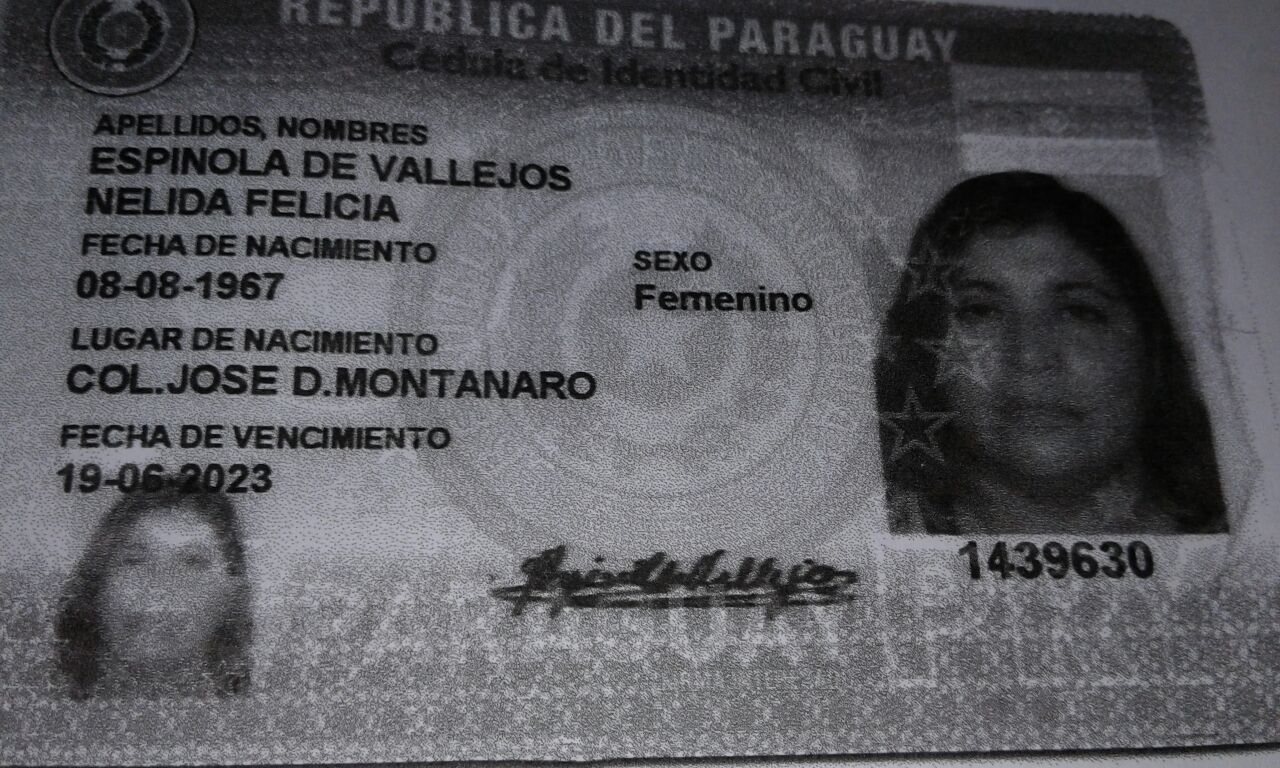 REPUBLICA DEL PARAGUAY
Cédula de Identidad Civil
APELLIDOS, NOMBRES
ESPINOLA DE VALLEJOS
NELIDA FELICIA
FECHA DE NACIMIENTO
08-08-1967
SEXO
Femenino
LUGAR DE NACIMIENTO
COL.JOSE D.MONTANARO
FECHA DE VENCIMIENTO
19-06-2023
1439630